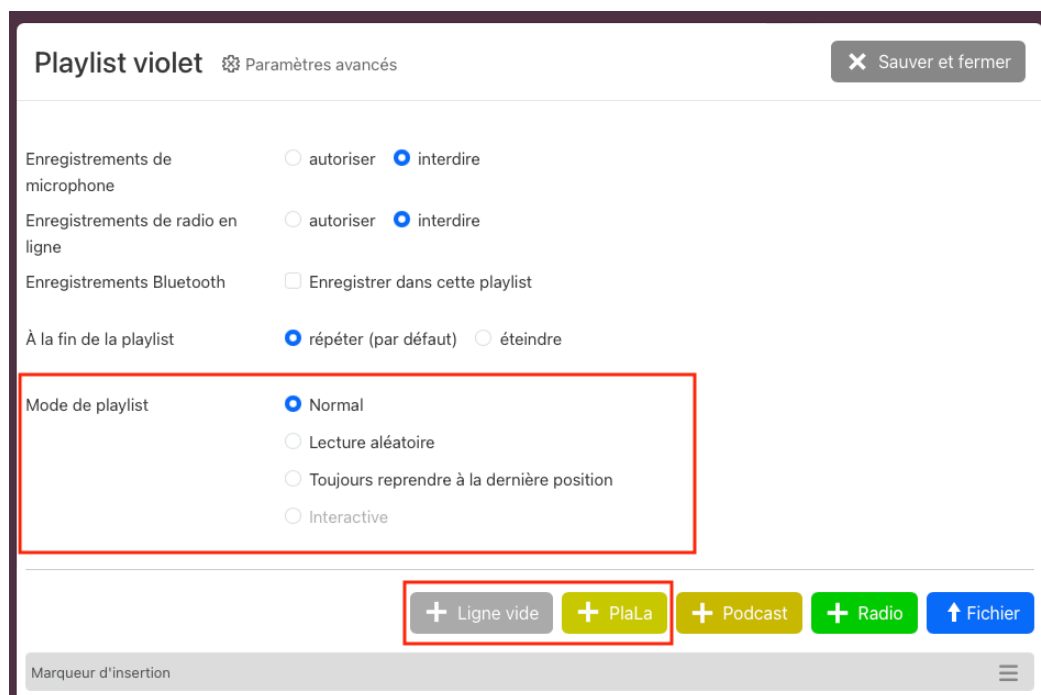 Playlist violet Paramètres avancés Sauver et fermer
Enregistrements de autoriser interdire
microphone
Enregistrements de radio en autoriser interdire
ligne
Enregistrements Bluetooth Enregistrer dans cette playlist
À la fin de la playlist répéter (par défaut) éteindre
Mode de playlist Normal
Lecture aléatoire
Toujours reprendre à la dernière position
Interactive
Ligne vide PlaLa Podcast Radio Fichier
Marqueur d'insertion